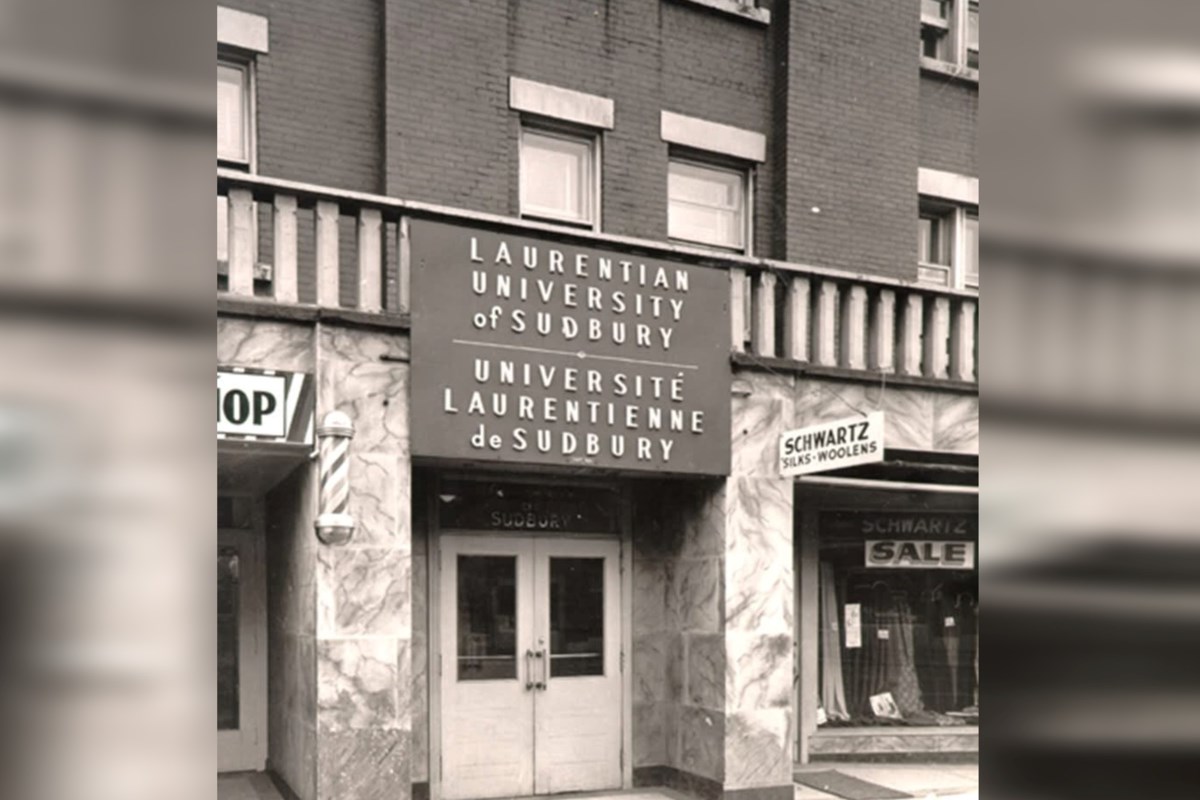 LAURENTIAN
UNIVERSITY
of SUDBURY
UNIVERSITÉ
LAURENTIENNE
de SUDBURY
OP
SCHWARTZ
SILKS-WOOLENS
SUDBURY
SCHWARTZ
SALE